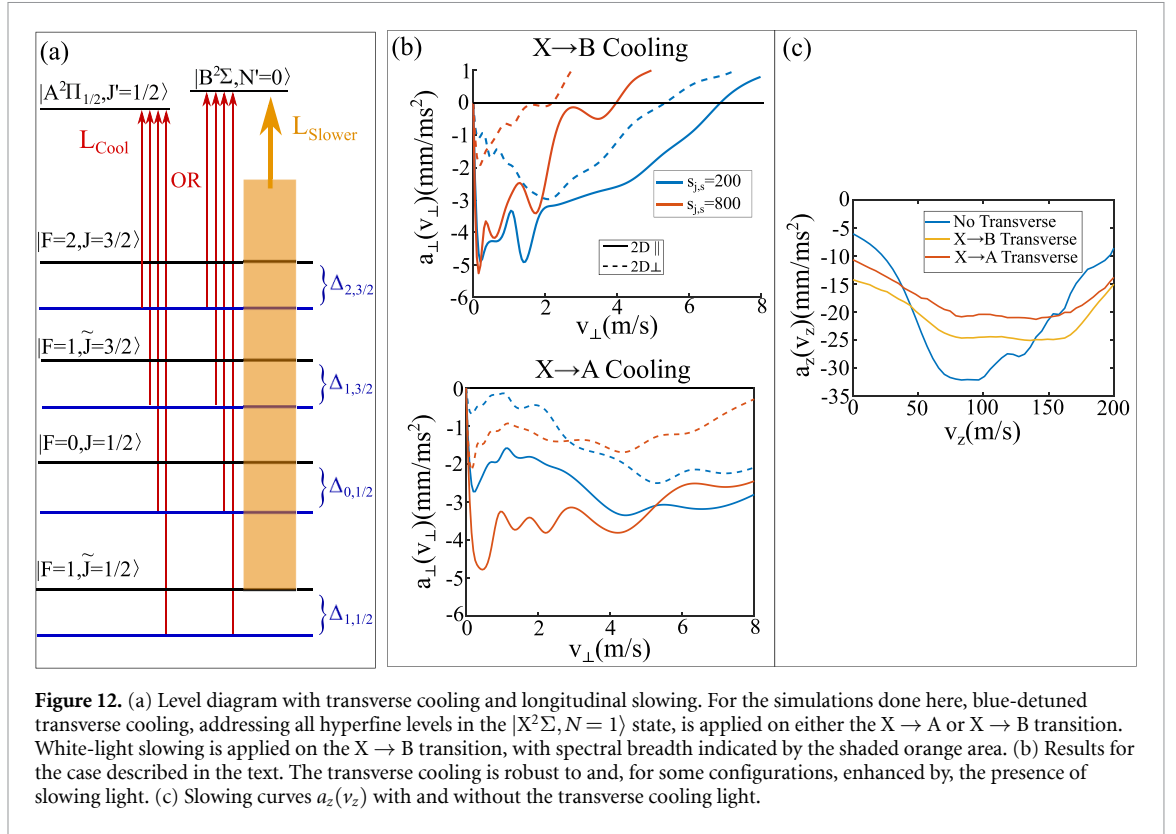 (a)
|B²Σ, N'=0⟩
|A²Π₁/₂, J'=1/2⟩
L_Cool
L_Slower
OR
|F=2, J=3/2⟩
Δ₂,₃/₂
|F=1, J̃=3/2⟩
Δ₁,₃/₂
|F=0, J=1/2⟩
Δ₀,₁/₂
|F=1, J̃=1/2⟩
Δ₁,₁/₂
(b)
X→B Cooling
a⊥(v⊥)(mm/ms²)
1
0
-1
-2
-3
-4
-5
-6
s_j,s=200
s_j,s=800
2D ||
2D⊥
0 2 4 6 8
v⊥(m/s)
X→A Cooling
a⊥(v⊥)(mm/ms²)
0
-1
-2
-3
-4
-5
-6
0 2 4 6 8
v⊥(m/s)
(c)
a_z(v_z)(mm/ms²)
0
-5
-10
-15
-20
-25
-30
-35
No Transverse
X→B Transverse
X→A Transverse
0 50 100 150 200
v_z(m/s)
Figure 12. (a) Level diagram with transverse cooling and longitudinal slowing. For the simulations done here, blue-detuned
transverse cooling, addressing all hyperfine levels in the |X²Σ, N = 1⟩ state, is applied on either the X → A or X → B transition.
White-light slowing is applied on the X → B transition, with spectral breadth indicated by the shaded orange area. (b) Results for
the case described in the text. The transverse cooling is robust to and, for some configurations, enhanced by, the presence of
slowing light. (c) Slowing curves a_z(v_z) with and without the transverse cooling light.